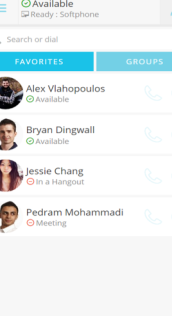 Available
Ready : Softphone
Search or dial
FAVORITES
GROUPS
Alex Vlahopoulos
Available
Bryan Dingwall
Available
Jessie Chang
In a Hangout
Pedram Mohammadi
Meeting